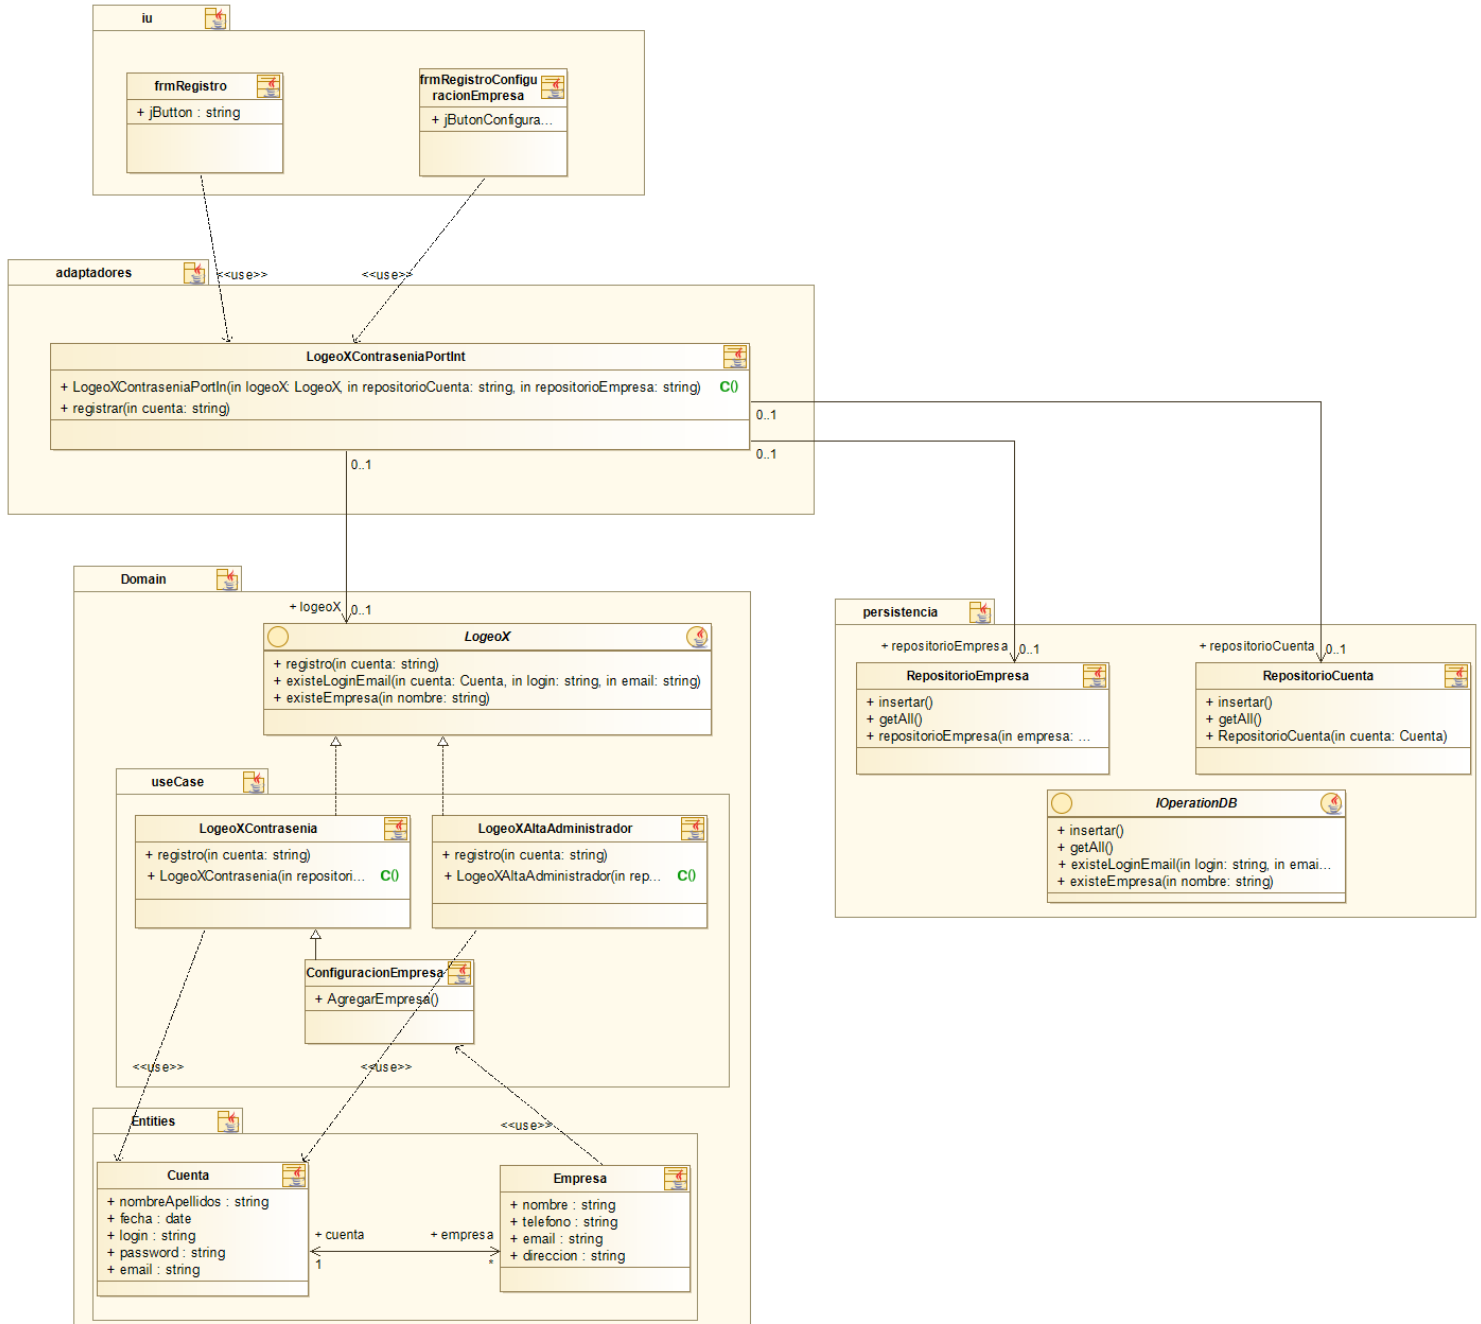 iu
frmRegistro
+ jButton : string
frmRegistroConfigu
racionEmpresa
+ jButonConfigura...
adaptadores
<<use>>
<<use>>
LogeoXContraseniaPortInt
+ LogeoXContraseniaPortIn(in logeoX: LogeoX, in repositorioCuenta: string, in repositorioEmpresa: string) C()
+ registrar(in cuenta: string)
0..1
0..1
0..1
Domain
+ logeoX
0..1
LogeoX
+ registro(in cuenta: string)
+ existeLoginEmail(in cuenta: Cuenta, in login: string, in email: string)
+ existeEmpresa(in nombre: string)
persistencia
+ repositorioEmpresa
0..1
+ repositorioCuenta
0..1
RepositorioEmpresa
+ insertar()
+ getAll()
+ repositorioEmpresa(in empresa: ...
RepositorioCuenta
+ insertar()
+ getAll()
+ RepositorioCuenta(in cuenta: Cuenta)
IOperationDB
+ insertar()
+ getAll()
+ existeLoginEmail(in login: string, in emai...
+ existeEmpresa(in nombre: string)
useCase
LogeoXContrasenia
+ registro(in cuenta: string)
+ LogeoXContrasenia(in repositori... C()
LogeoXAltaAdministrador
+ registro(in cuenta: string)
+ LogeoXAltaAdministrador(in rep... C()
ConfiguracionEmpresa
+ AgregarEmpresa()
<<use>>
<<use>>
<<use>>
Entities
Cuenta
+ nombreApellidos : string
+ fecha : date
+ login : string
+ password : string
+ email : string
+ cuenta
1
+ empresa
*
Empresa
+ nombre : string
+ telefono : string
+ email : string
+ direccion : string